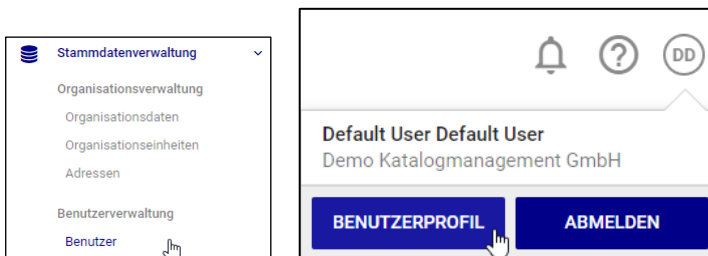 Stammdatenverwaltung
Organisationsverwaltung
Organisationsdaten
Organisationseinheiten
Adressen
Benutzerverwaltung
Benutzer
DD
Default User Default User
Demo Katalogmanagement GmbH
BENUTZERPROFIL ABMELDEN